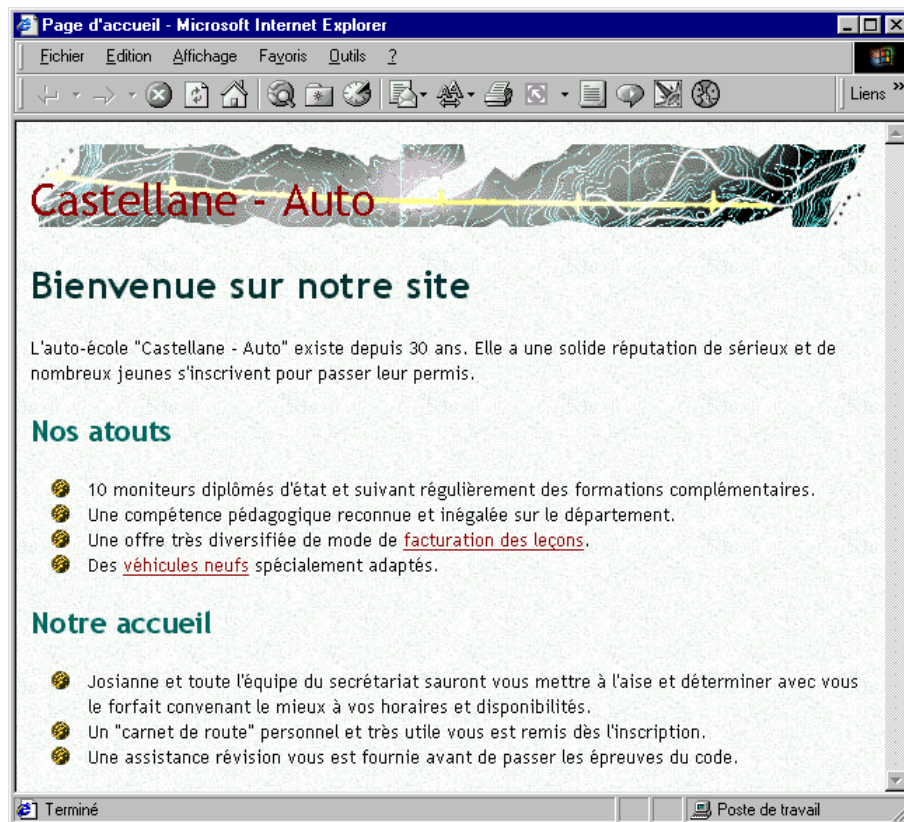 Page d'accueil - Microsoft Internet Explorer
Fichier Edition Affichage Favoris Outils ?
Liens »
Castellane - Auto
Bienvenue sur notre site
L'auto-école "Castellane - Auto" existe depuis 30 ans. Elle a une solide réputation de sérieux et de
nombreux jeunes s'inscrivent pour passer leur permis.
Nos atouts
10 moniteurs diplômés d'état et suivant régulièrement des formations complémentaires.
Une compétence pédagogique reconnue et inégalée sur le département.
Une offre très diversifiée de mode de facturation des leçons.
Des véhicules neufs spécialement adaptés.
Notre accueil
Josianne et toute l'équipe du secrétariat sauront vous mettre à l'aise et déterminer avec vous
le forfait convenant le mieux à vos horaires et disponibilités.
Un "carnet de route" personnel et très utile vous est remis dès l'inscription.
Une assistance révision vous est fournie avant de passer les épreuves du code.
Terminé
Poste de travail